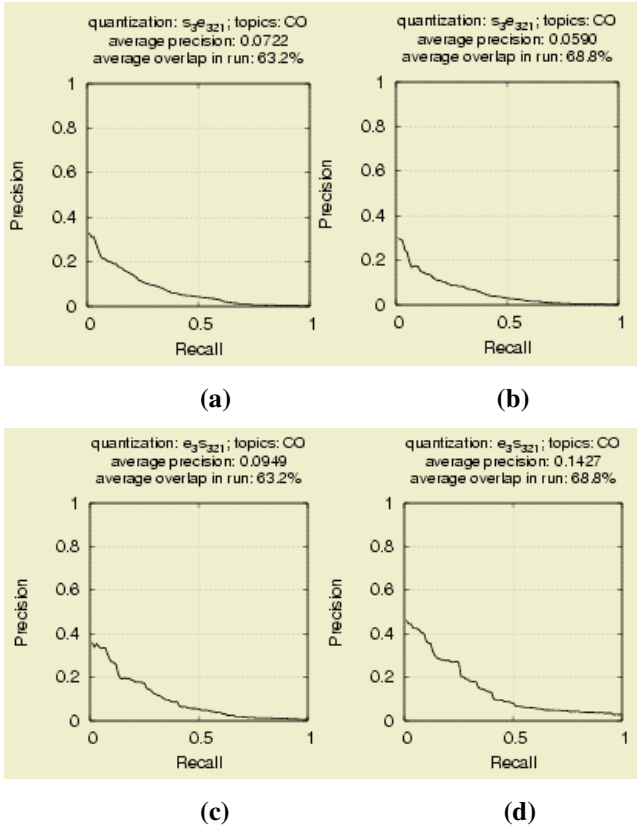 quantization: s3e321; topics: CO
average precision: 0.0722
average overlap in run: 63.2%
1
0.8
0.6
0.4
0.2
0
Precision
0
0.5
1
Recall
(a)
quantization: s3e321; topics: CO
average precision: 0.0590
average overlap in run: 68.8%
1
0.8
0.6
0.4
0.2
0
Precision
0
0.5
1
Recall
(b)
quantization: e3s321; topics: CO
average precision: 0.0949
average overlap in run: 63.2%
1
0.8
0.6
0.4
0.2
0
Precision
0
0.5
1
Recall
(c)
quantization: e3s321; topics: CO
average precision: 0.1427
average overlap in run: 68.8%
1
0.8
0.6
0.4
0.2
0
Precision
0
0.5
1
Recall
(d)